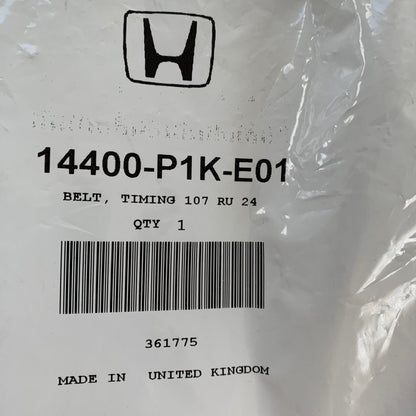 14400-P1K-E01
BELT, TIMING 107 RU 24
QTY 1
361775
MADE IN UNITED KINGDOM